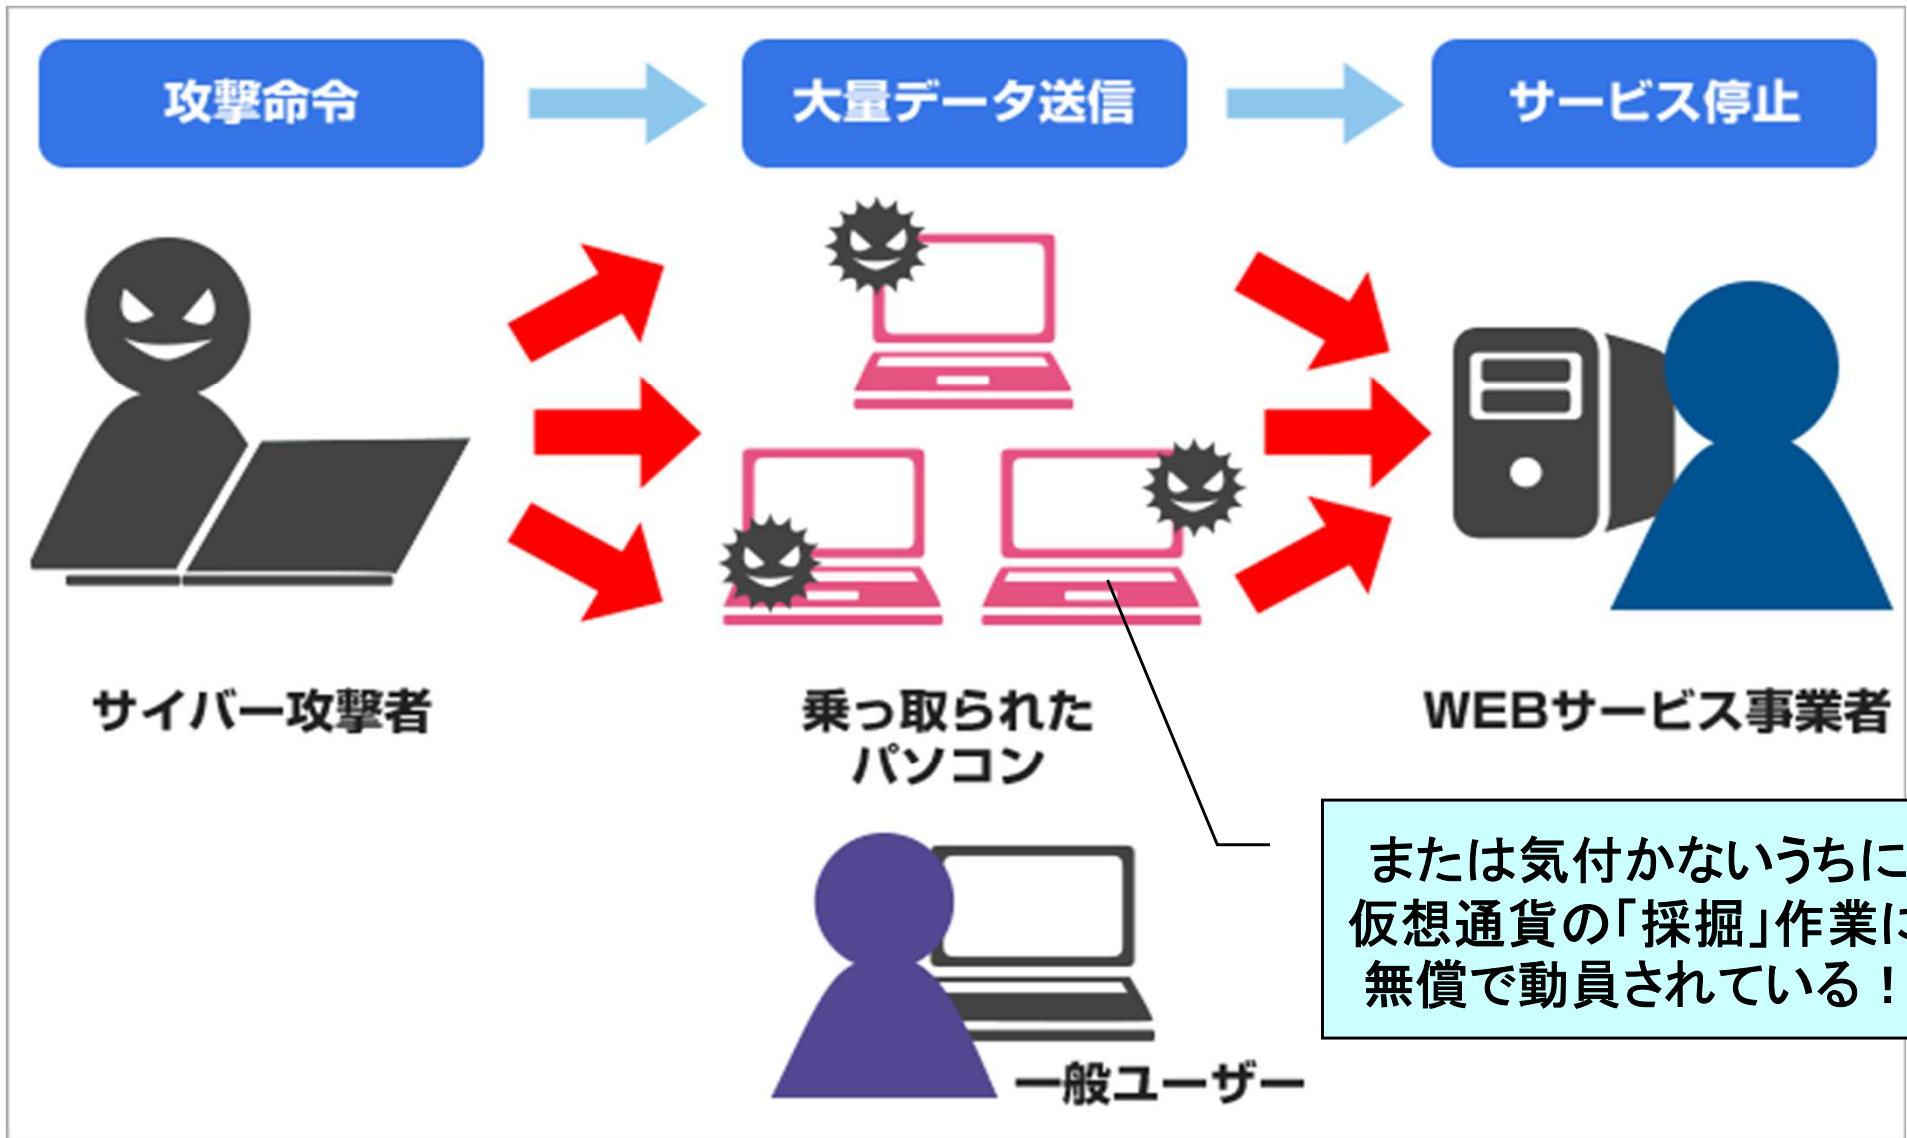 攻撃命令
大量データ送信
サービス停止
サイバー攻撃者
乗っ取られた
パソコン
WEBサービス事業者
または気付かないうちに
仮想通貨の「採掘」作業に
無償で動員されている！
一般ユーザー